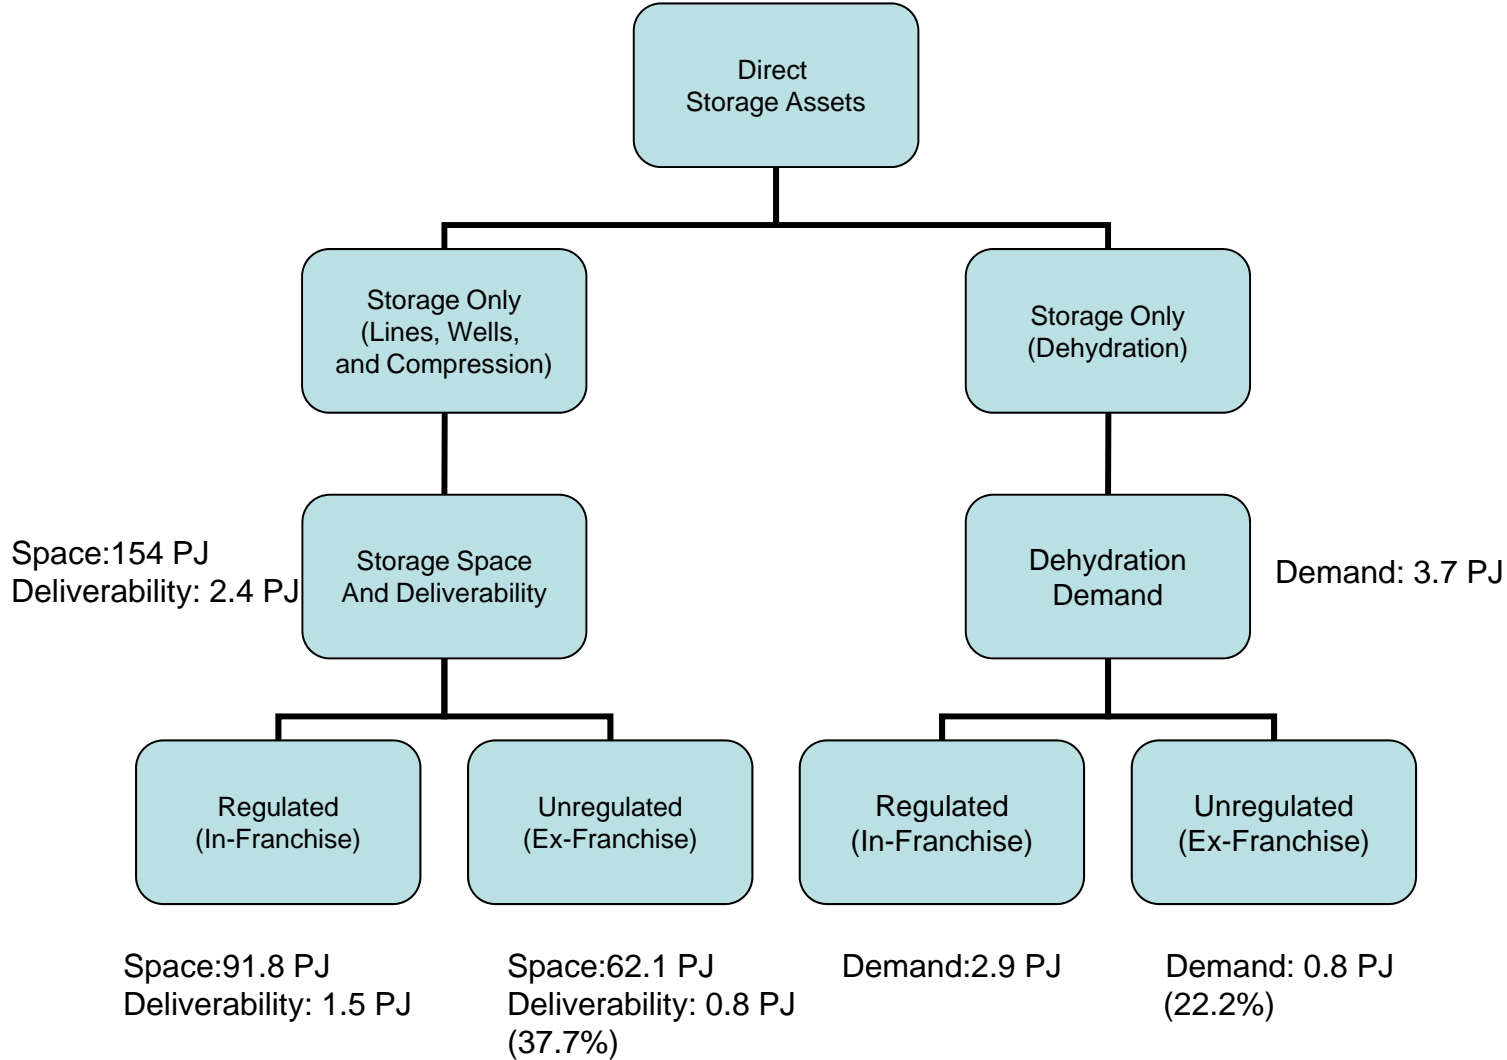 Direct
Storage Assets
Storage Only
(Lines, Wells,
and Compression)
Storage Only
(Dehydration)
Space:154 PJ
Deliverability: 2.4 PJ
Storage Space
And Deliverability
Dehydration
Demand
Demand: 3.7 PJ
Regulated
(In-Franchise)
Unregulated
(Ex-Franchise)
Regulated
(In-Franchise)
Unregulated
(Ex-Franchise)
Space:91.8 PJ
Deliverability: 1.5 PJ
Space:62.1 PJ
Deliverability: 0.8 PJ
(37.7%)
Demand:2.9 PJ
Demand: 0.8 PJ
(22.2%)